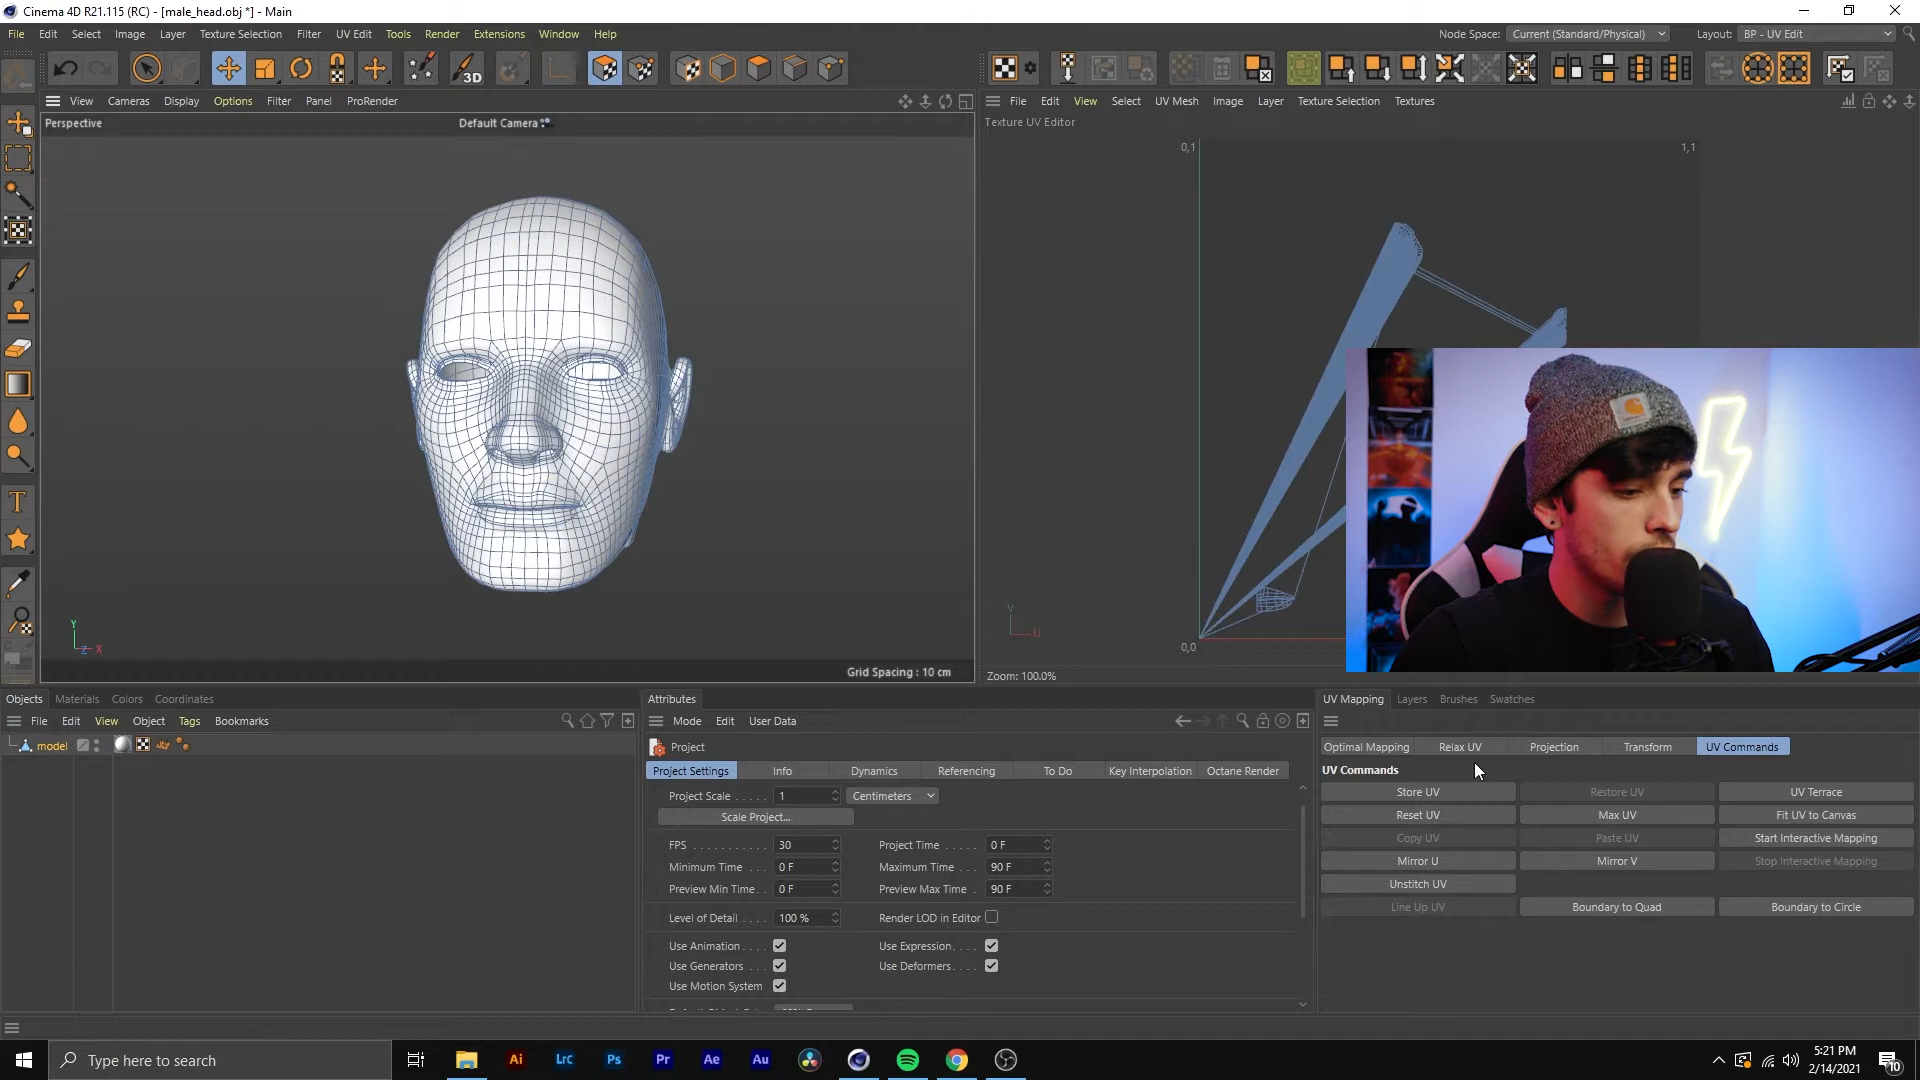 Cinema 4D R21.115 (RC) - [male_head.obj *] - Main
File Edit Select Image Layer Texture Selection Filter UV Edit Tools Render Extensions Window Help
Node Space: Current (Standard/Physical) Layout: BP - UV Edit
3D
View Cameras Display Options Filter Panel ProRender
File Edit View Select UV Mesh Image Layer Texture Selection Textures
Perspective
Default Camera
Texture UV Editor
0,1
1,1
Y
Z X
V
U
0,0
Grid Spacing : 10 cm
Zoom: 100.0%
T
Objects Materials Colors Coordinates
File Edit View Object Tags Bookmarks
model
Attributes
Mode Edit User Data
Project
Project Settings Info Dynamics Referencing To Do Key Interpolation Octane Render
Project Scale . . . . . 1 Centimeters
Scale Project...
FPS . . . . . . . . . . . 30 Project Time . . . . 0 F
Minimum Time . . 0 F Maximum Time . . 90 F
Preview Min Time . . 0 F Preview Max Time . 90 F
Level of Detail . . . . 100 % Render LOD in Editor
Use Animation . . . . Use Expression. . . .
Use Generators . . . Use Deformers. . . .
Use Motion System
UV Mapping Layers Brushes Swatches
Optimal Mapping Relax UV Projection Transform UV Commands
UV Commands
Store UV Restore UV UV Terrace
Reset UV Max UV Fit UV to Canvas
Copy UV Paste UV Start Interactive Mapping
Mirror U Mirror V Stop Interactive Mapping
Unstitch UV
Line Up UV Boundary to Quad Boundary to Circle
Type here to search
Ai Lrc Ps Pr Ae Au
5:21 PM
2/14/2021
10